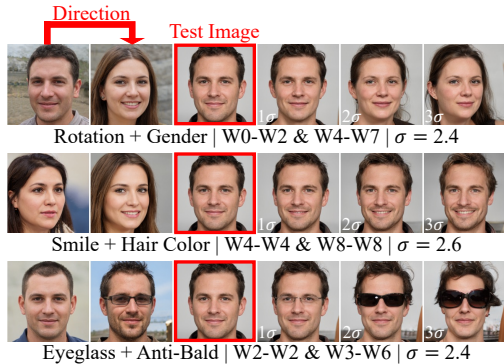 Direction
Test Image
1σ 2σ 3σ
Rotation + Gender | W0-W2 & W4-W7 | σ = 2.4
1σ 2σ 3σ
Smile + Hair Color | W4-W4 & W8-W8 | σ = 2.6
1σ 2σ 3σ
Eyeglass + Anti-Bald | W2-W2 & W3-W6 | σ = 2.4